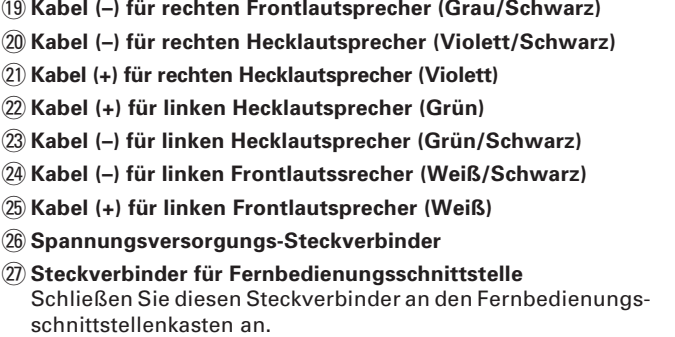 ⑲ Kabel (–) für rechten Frontlautsprecher (Grau/Schwarz)
⑳ Kabel (–) für rechten Hecklautsprecher (Violett/Schwarz)
㉑ Kabel (+) für rechten Hecklautsprecher (Violett)
㉒ Kabel (+) für linken Hecklautsprecher (Grün)
㉓ Kabel (–) für linken Hecklautsprecher (Grün/Schwarz)
㉔ Kabel (–) für linken Frontlautssrecher (Weiß/Schwarz)
㉕ Kabel (+) für linken Frontlautsprecher (Weiß)
㉖ Spannungsversorgungs-Steckverbinder
㉗ Steckverbinder für Fernbedienungsschnittstelle
Schließen Sie diesen Steckverbinder an den Fernbedienungs-
schnittstellenkasten an.